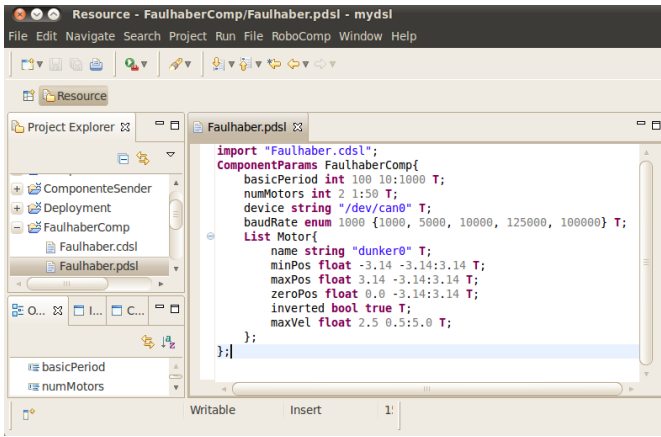 Resource - FaulhaberComp/Faulhaber.pdsl - mydsl
File Edit Navigate Search Project Run File RoboComp Window Help
Resource
Project Explorer
ComponenteSender
Deployment
FaulhaberComp
Faulhaber.cdsl
Faulhaber.pdsl
O... I... C...
basicPeriod
numMotors
Faulhaber.pdsl
import "Faulhaber.cdsl";
ComponentParams FaulhaberComp{
basicPeriod int 100 10:1000 T;
numMotors int 2 1:50 T;
device string "/dev/can0" T;
baudRate enum 1000 {1000, 5000, 10000, 125000, 100000} T;
List Motor{
name string "dunker0" T;
minPos float -3.14 -3.14:3.14 T;
maxPos float 3.14 -3.14:3.14 T;
zeroPos float 0.0 -3.14:3.14 T;
inverted bool true T;
maxVel float 2.5 0.5:5.0 T;
};
};
Writable Insert